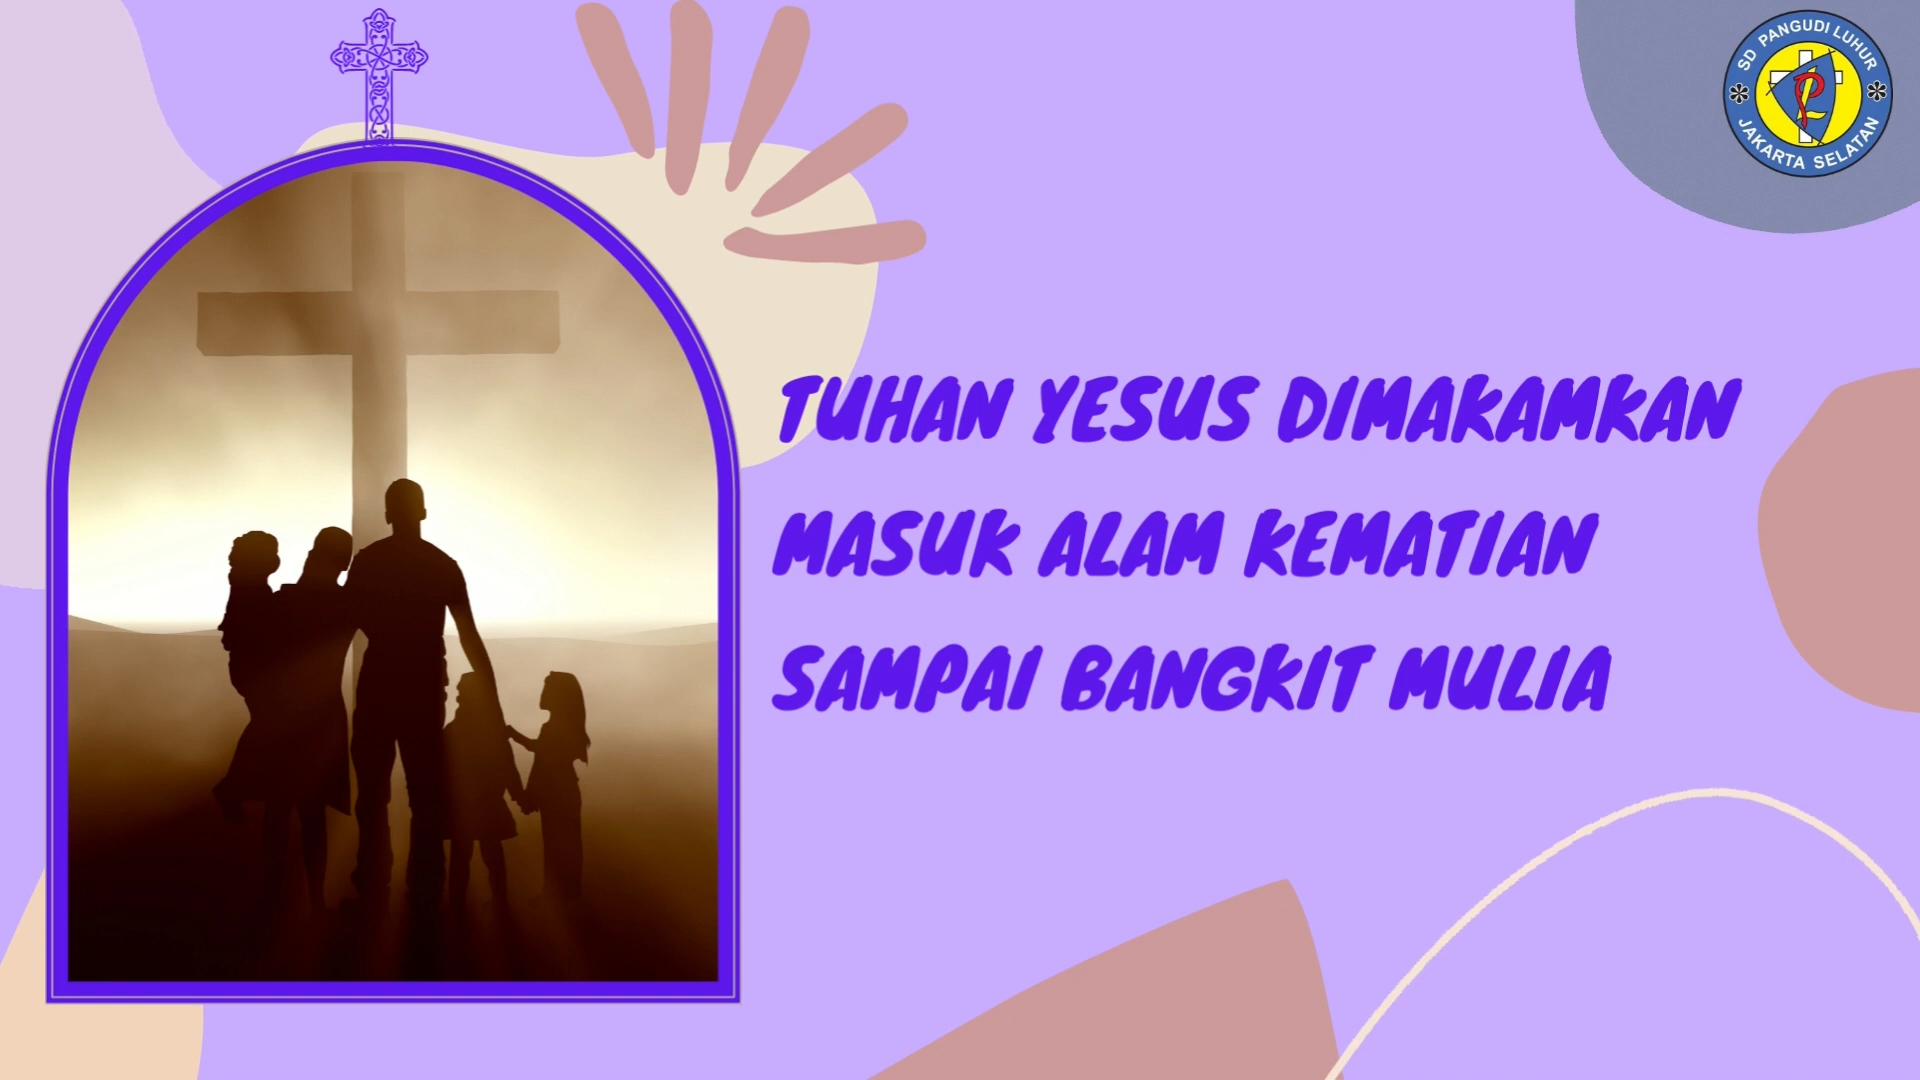 SD PANGUDI LUHUR
JAKARTA SELATAN
TUHAN YESUS DIMAKAMKAN
MASUK ALAM KEMATIAN
SAMPAI BANGKIT MULIA